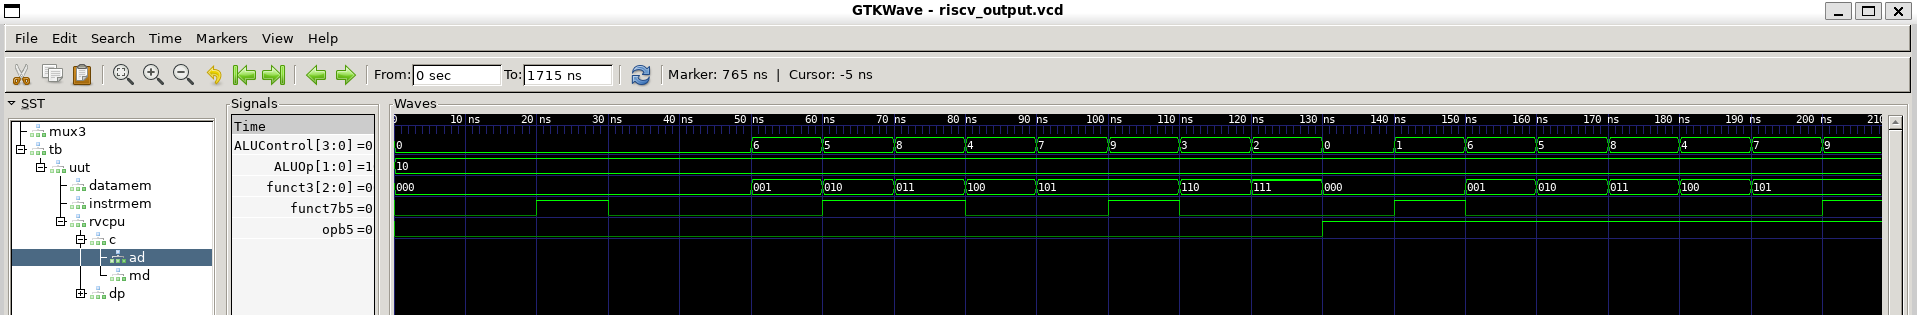 GTKWave - riscv_output.vcd
File Edit Search Time Markers View Help
From: 0 sec To: 1715 ns Marker: 765 ns | Cursor: -5 ns
SST
mux3
tb
uut
datamem
instrmem
rvcpu
c
ad
md
dp
Signals
Time
ALUControl[3:0] =0
ALUOp[1:0] =1
funct3[2:0] =0
funct7b5 =0
opb5 =0
Waves
0 10 ns 20 ns 30 ns 40 ns 50 ns 60 ns 70 ns 80 ns 90 ns 100 ns 110 ns 120 ns 130 ns 140 ns 150 ns 160 ns 170 ns 180 ns 190 ns 200 ns 210
0 6 5 8 4 7 9 3 2 0 1 6 5 8 4 7 9
10
000 001 010 011 100 101 110 111 000 001 010 011 100 101